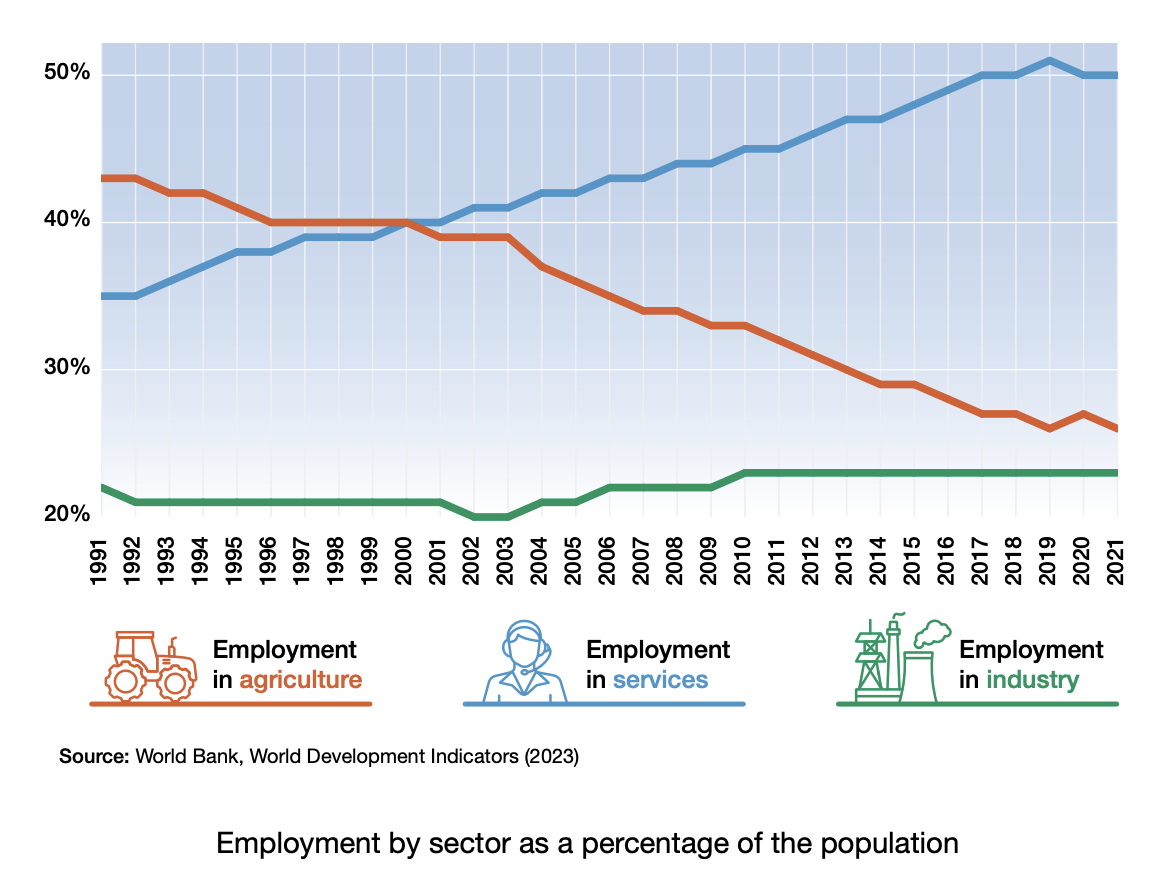 50%
40%
30%
20%
1991 1992 1993 1994 1995 1996 1997 1998 1999 2000 2001 2002 2003 2004 2005 2006 2007 2008 2009 2010 2011 2012 2013 2014 2015 2016 2017 2018 2019 2020 2021
Employment
in agriculture
Employment
in services
Employment
in industry
Source: World Bank, World Development Indicators (2023)
Employment by sector as a percentage of the population